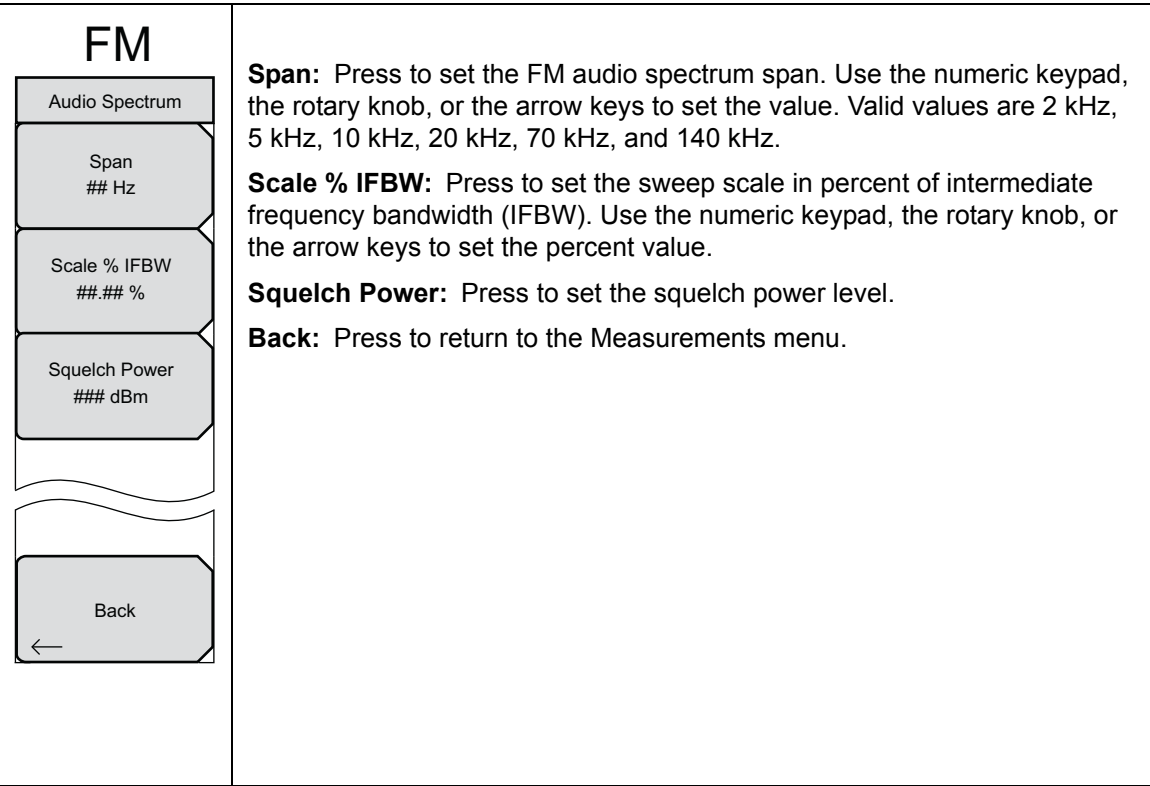 FM
Audio Spectrum
Span
## Hz
Scale % IFBW
##.## %
Squelch Power
### dBm
Back
Span: Press to set the FM audio spectrum span. Use the numeric keypad,
the rotary knob, or the arrow keys to set the value. Valid values are 2 kHz,
5 kHz, 10 kHz, 20 kHz, 70 kHz, and 140 kHz.
Scale % IFBW: Press to set the sweep scale in percent of intermediate
frequency bandwidth (IFBW). Use the numeric keypad, the rotary knob, or
the arrow keys to set the percent value.
Squelch Power: Press to set the squelch power level.
Back: Press to return to the Measurements menu.